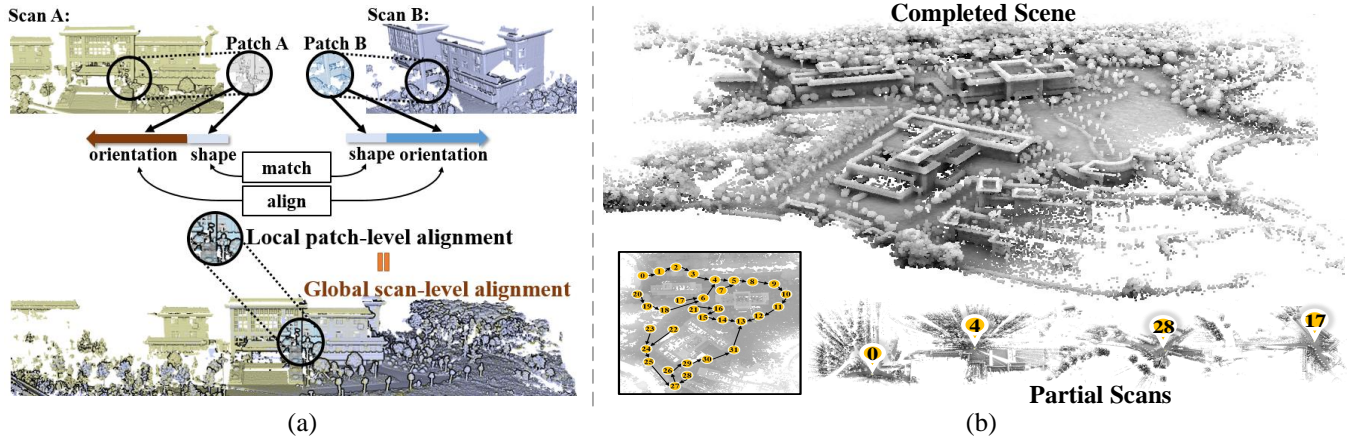 Scan A:
Scan B:
Patch A
Patch B
orientation
shape
shape
orientation
match
align
Local patch-level alignment
Global scan-level alignment
(a)
Completed Scene
0
1
2
3
4
5
8
9
10
20
17
6
7
19
18
21
16
11
15
14
13
12
23
22
24
31
25
26
29
30
28
27
0
4
28
17
Partial Scans
(b)